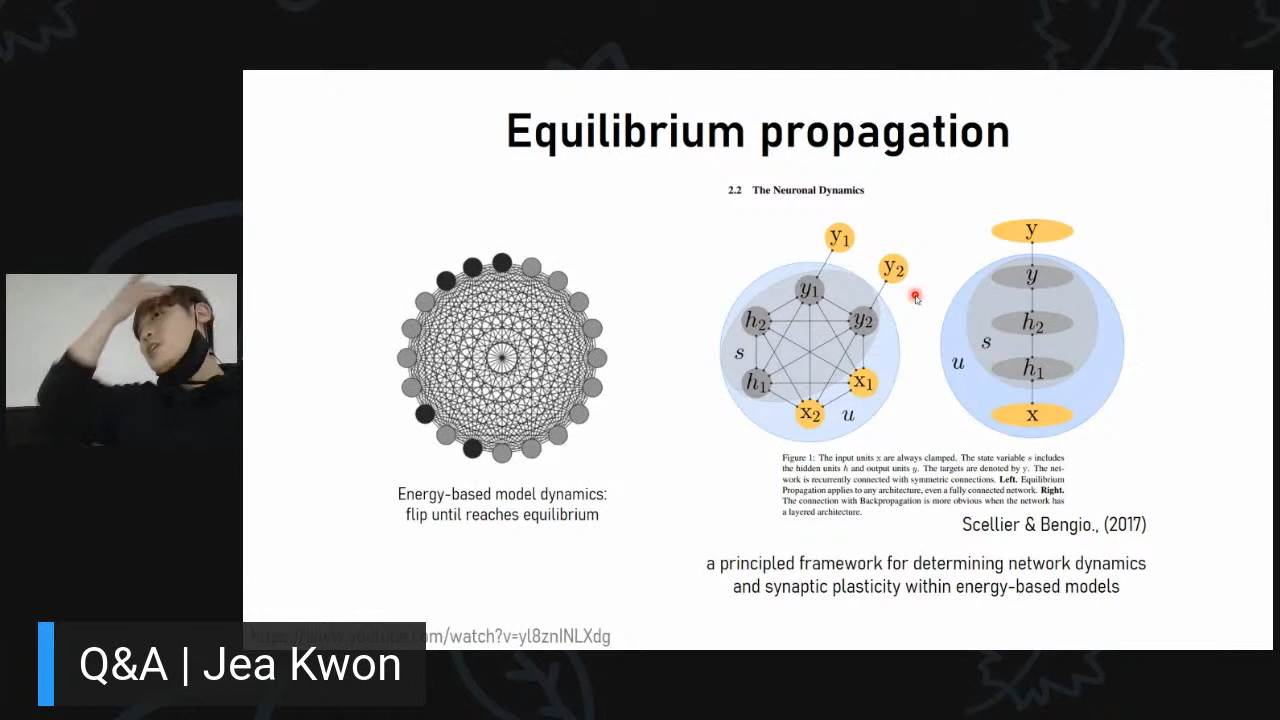 Equilibrium propagation
2.2 The Neuronal Dynamics
y₁
y₂
y₁
h₂
y₂
s
h₁
x₁
x₂
u
y
y
h₂
s
u
h₁
x
Energy-based model dynamics:
flip until reaches equilibrium
Figure 1: The input units x are always clamped. The state variable s includes
the hidden units h and output units y. The targets are denoted by y. The net-
work is recurrently connected with symmetric connections. Left. Equilibrium
Propagation applies to any architecture, even a fully connected network. Right.
The connection with Backpropagation is more obvious when the network has
a layered architecture.
Scellier & Bengio., (2017)
a principled framework for determining network dynamics
and synaptic plasticity within energy-based models
https://www.youtube.com/watch?v=yl8znINLXdg
Q&A | Jea Kwon